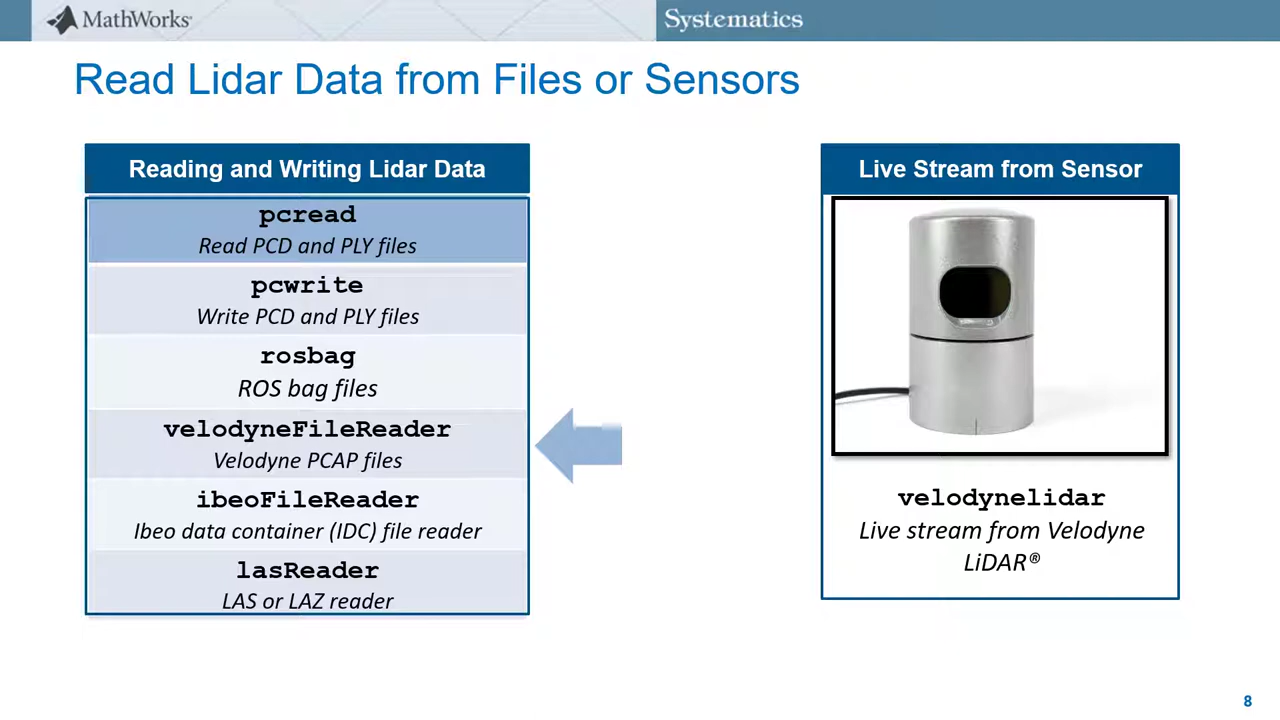 MathWorks
Systematics
Read Lidar Data from Files or Sensors
Reading and Writing Lidar Data
pcread
Read PCD and PLY files
pcwrite
Write PCD and PLY files
rosbag
ROS bag files
velodyneFileReader
Velodyne PCAP files
ibeoFileReader
Ibeo data container (IDC) file reader
lasReader
LAS or LAZ reader
Live Stream from Sensor
velodynelidar
Live stream from Velodyne
LiDAR®
8